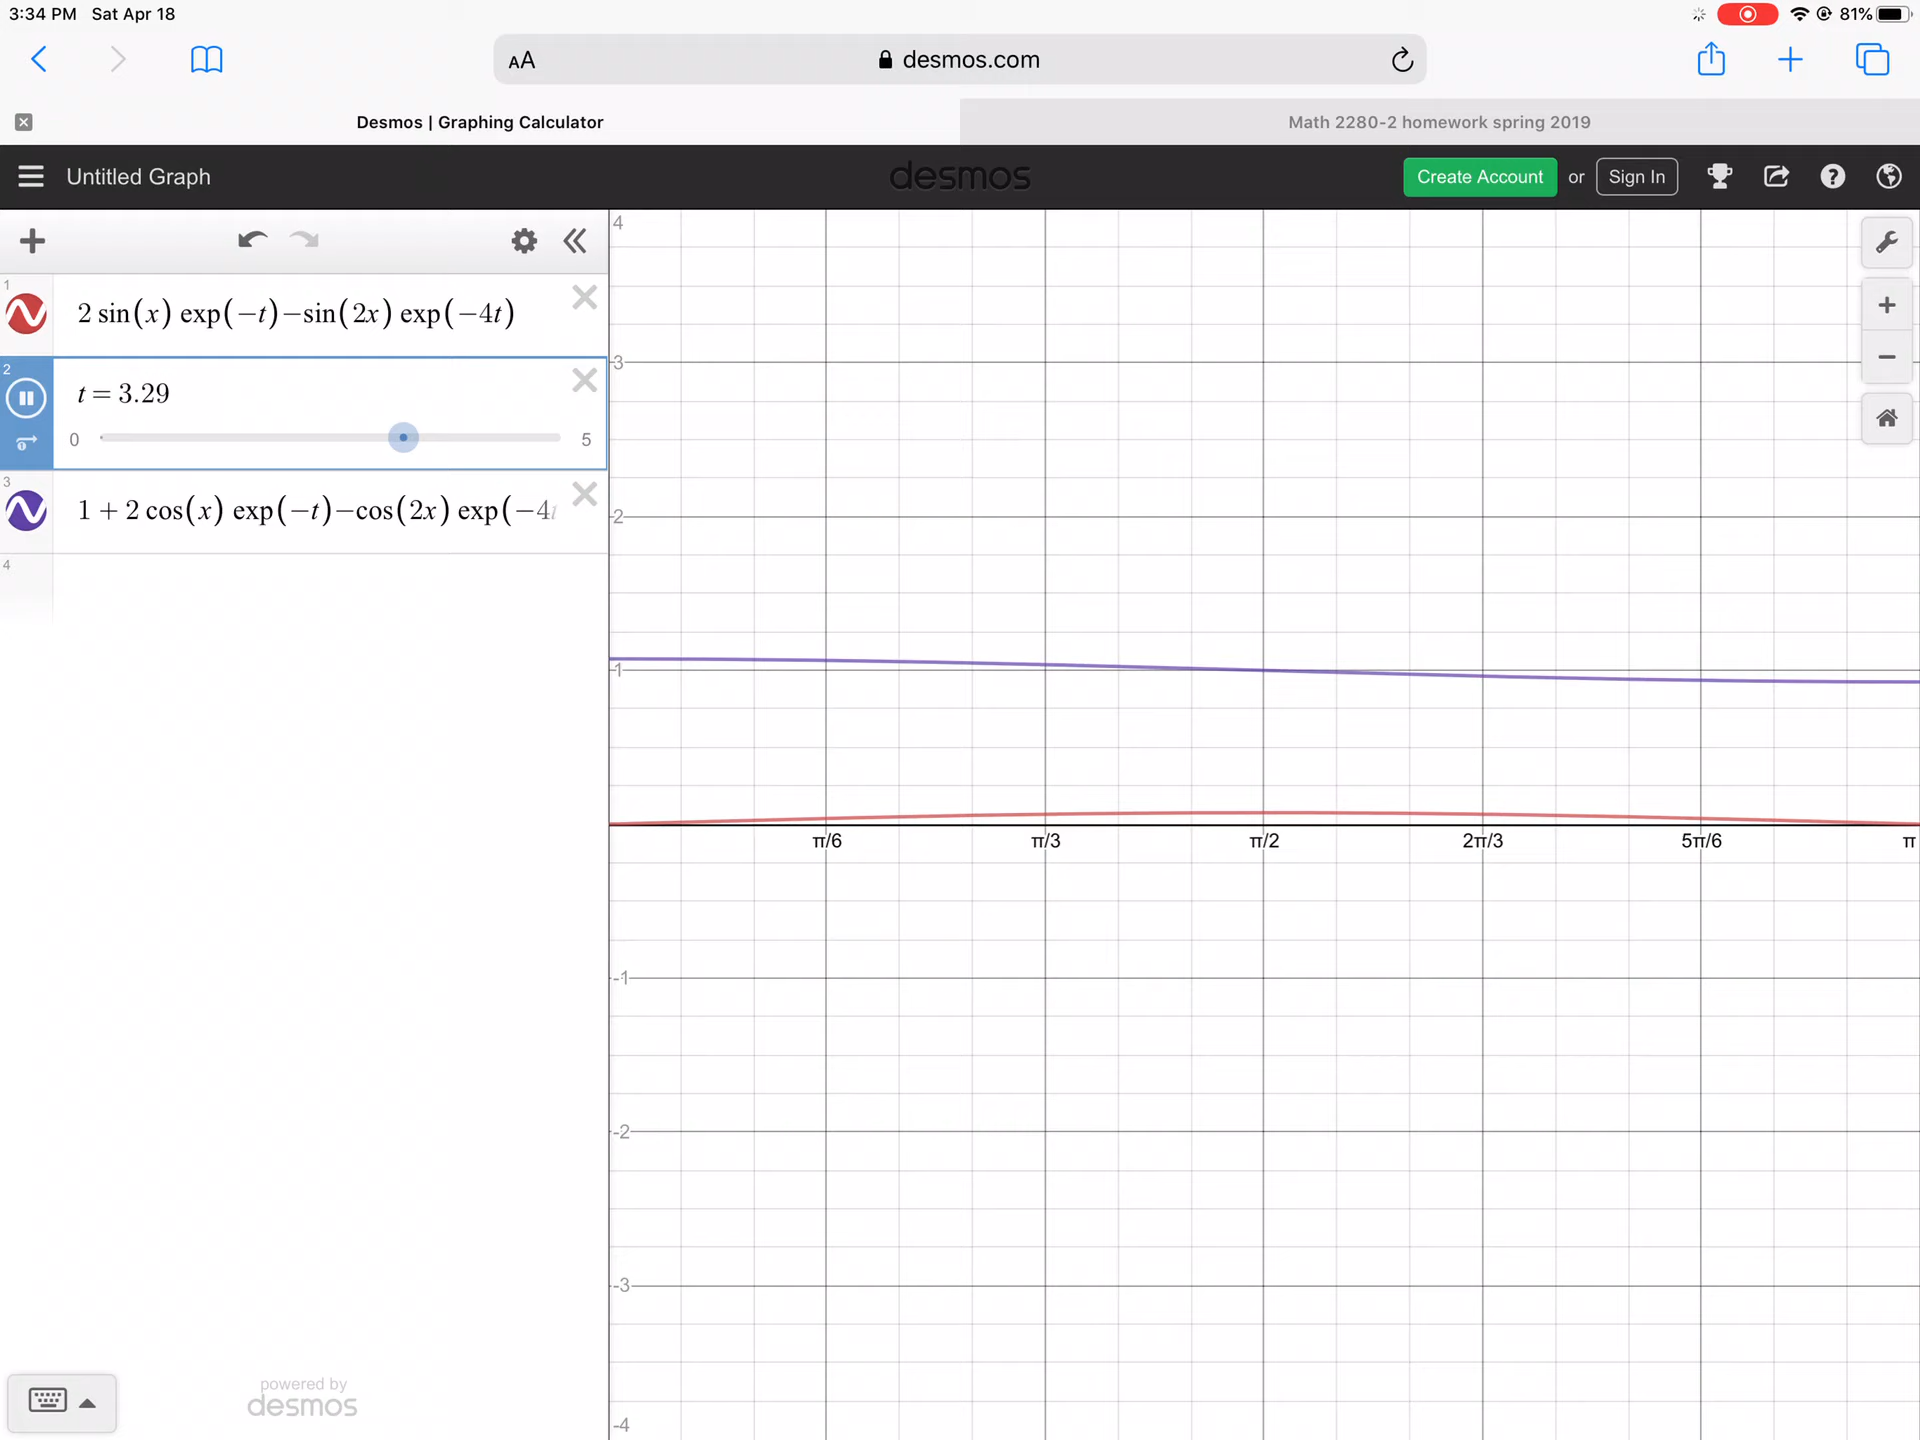 3:34 PM Sat Apr 18
81%
AA desmos.com
Desmos | Graphing Calculator
Math 2280-2 homework spring 2019
Untitled Graph
desmos
Create Account or Sign In
1
2 sin(x) exp(−t)−sin(2x) exp(−4t)
2
t = 3.29
0 5
3
1 + 2 cos(x) exp(−t)−cos(2x) exp(−4t
4
4
3
2
1
π/6 π/3 π/2 2π/3 5π/6 π
-1
-2
-3
-4
powered by
desmos